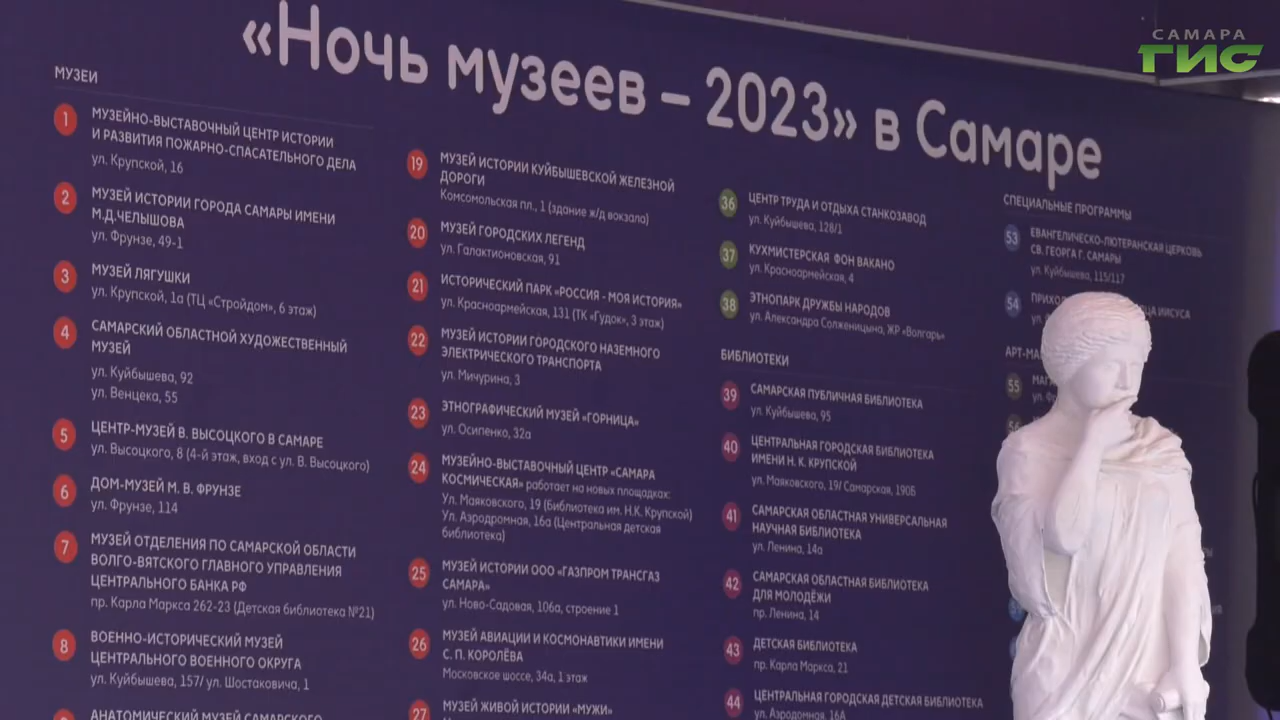 САМАРА
ГИС
«Ночь музеев – 2023» в Самаре
МУЗЕИ
1
МУЗЕЙНО-ВЫСТАВОЧНЫЙ ЦЕНТР ИСТОРИИ
И РАЗВИТИЯ ПОЖАРНО-СПАСАТЕЛЬНОГО ДЕЛА
ул. Крупской, 16
2
МУЗЕЙ ИСТОРИИ ГОРОДА САМАРЫ ИМЕНИ
М.Д.ЧЕЛЫШОВА
ул. Фрунзе, 49-1
3
МУЗЕЙ ЛЯГУШКИ
ул. Крупской, 1а (ТЦ «Стройдом», 6 этаж)
4
САМАРСКИЙ ОБЛАСТНОЙ ХУДОЖЕСТВЕННЫЙ
МУЗЕЙ
ул. Куйбышева, 92
ул. Венцека, 55
5
ЦЕНТР-МУЗЕЙ В. ВЫСОЦКОГО В САМАРЕ
ул. Высоцкого, 8 (4-й этаж, вход с ул. В. Высоцкого)
6
ДОМ-МУЗЕЙ М. В. ФРУНЗЕ
ул. Фрунзе, 114
7
МУЗЕЙ ОТДЕЛЕНИЯ ПО САМАРСКОЙ ОБЛАСТИ
ВОЛГО-ВЯТСКОГО ГЛАВНОГО УПРАВЛЕНИЯ
ЦЕНТРАЛЬНОГО БАНКА РФ
пр. Карла Маркса 262-23 (Детская библиотека №21)
8
ВОЕННО-ИСТОРИЧЕСКИЙ МУЗЕЙ
ЦЕНТРАЛЬНОГО ВОЕННОГО ОКРУГА
ул. Куйбышева, 157/ ул. Шостаковича, 1
АНАТОМИЧЕСКИЙ МУЗЕЙ САМАРСКОГО
19
МУЗЕЙ ИСТОРИИ КУЙБЫШЕВСКОЙ ЖЕЛЕЗНОЙ
ДОРОГИ
Комсомольская пл., 1 (здание ж/д вокзала)
20
МУЗЕЙ ГОРОДСКИХ ЛЕГЕНД
ул. Галактионовская, 91
21
ИСТОРИЧЕСКИЙ ПАРК «РОССИЯ - МОЯ ИСТОРИЯ»
ул. Красноармейская, 131 (ТК «Гудок», 3 этаж)
22
МУЗЕЙ ИСТОРИИ ГОРОДСКОГО НАЗЕМНОГО
ЭЛЕКТРИЧЕСКОГО ТРАНСПОРТА
ул. Мичурина, 3
23
ЭТНОГРАФИЧЕСКИЙ МУЗЕЙ «ГОРНИЦА»
ул. Осипенко, 32а
24
МУЗЕЙНО-ВЫСТАВОЧНЫЙ ЦЕНТР «САМАРА
КОСМИЧЕСКАЯ» работает на новых площадках:
Ул. Маяковского, 19 (Библиотека им. Н.К. Крупской)
Ул. Аэродромная, 16а (Центральная детская
библиотека)
25
МУЗЕЙ ИСТОРИИ ООО «ГАЗПРОМ ТРАНСГАЗ
САМАРА»
ул. Ново-Садовая, 106а, строение 1
26
МУЗЕЙ АВИАЦИИ И КОСМОНАВТИКИ ИМЕНИ
С. П. КОРОЛЁВА
Московское шоссе, 34а, 1 этаж
27
МУЗЕЙ ЖИВОЙ ИСТОРИИ «МУЖИ»
36
ЦЕНТР ТРУДА И ОТДЫХА СТАНКОЗАВОД
ул. Куйбышева, 128/1
37
КУХМИСТЕРСКАЯ ФОН ВАКАНО
ул. Красноармейская, 4
38
ЭТНОПАРК ДРУЖБЫ НАРОДОВ
ул. Александра Солженицына, ЖР «Волгарь»
БИБЛИОТЕКИ
39
САМАРСКАЯ ПУБЛИЧНАЯ БИБЛИОТЕКА
ул. Куйбышева, 95
40
ЦЕНТРАЛЬНАЯ ГОРОДСКАЯ БИБЛИОТЕКА
ИМЕНИ Н. К. КРУПСКОЙ
ул. Маяковского, 19/ Самарская, 190Б
41
САМАРСКАЯ ОБЛАСТНАЯ УНИВЕРСАЛЬНАЯ
НАУЧНАЯ БИБЛИОТЕКА
ул. Ленина, 14а
42
САМАРСКАЯ ОБЛАСТНАЯ БИБЛИОТЕКА
ДЛЯ МОЛОДЁЖИ
пр. Ленина, 14
43
ДЕТСКАЯ БИБЛИОТЕКА
пр. Карла Маркса, 21
44
ЦЕНТРАЛЬНАЯ ГОРОДСКАЯ ДЕТСКАЯ БИБЛИОТЕКА
ул. Аэродромная, 16А
СПЕЦИАЛЬНЫЕ ПРОГРАММЫ
53
ЕВАНГЕЛИЧЕСКО-ЛЮТЕРАНСКАЯ ЦЕРКОВЬ
СВ. ГЕОРГА Г. САМАРЫ
ул. Куйбышева, 115/117
54
ИИСУСА
55